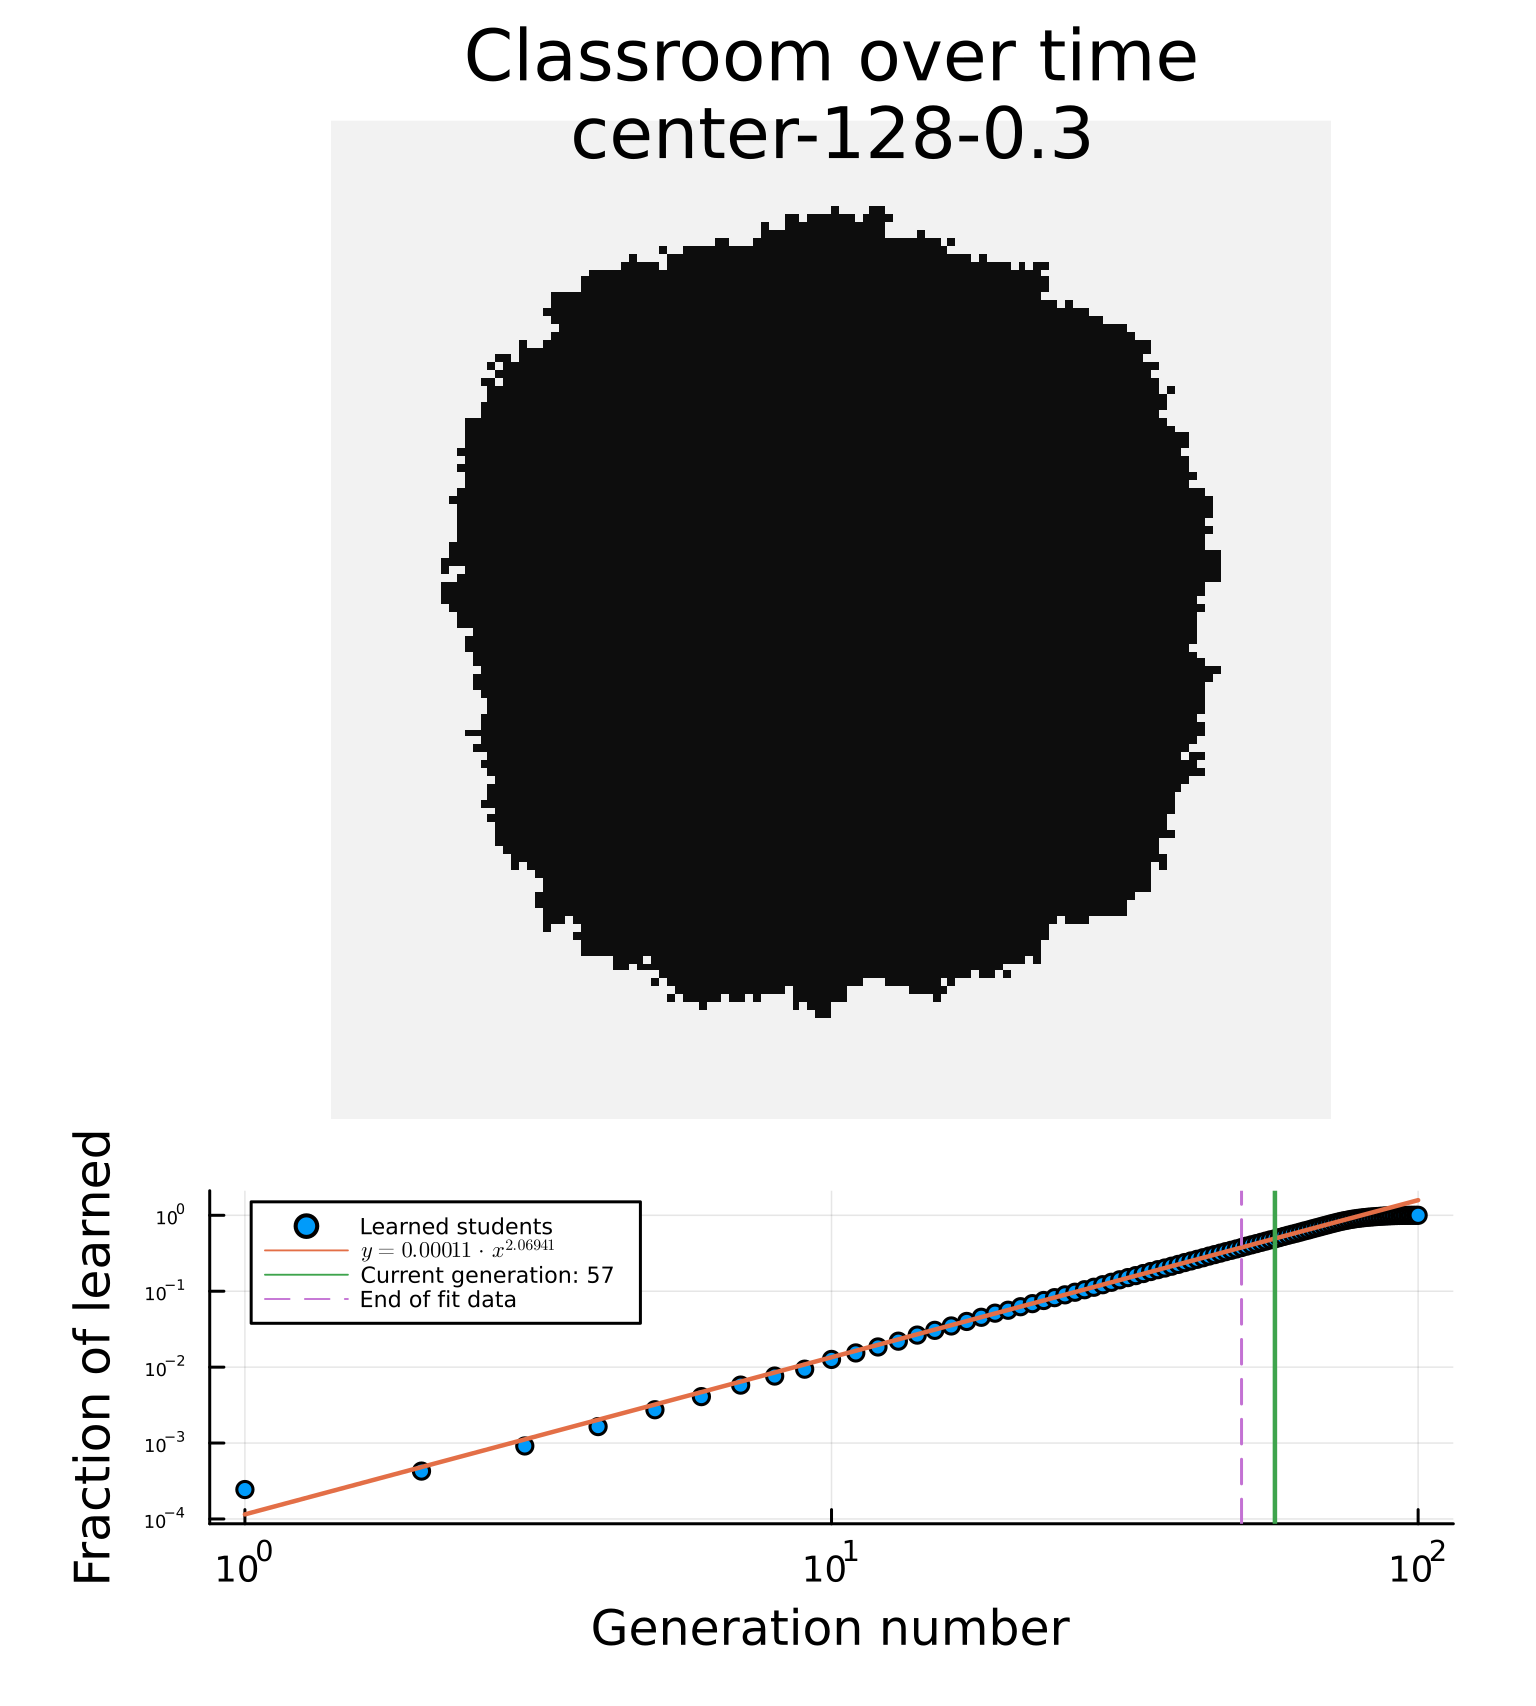 Classroom over time
center-128-0.3
Fraction of learned
10^0
10^−1
10^−2
10^−3
10^−4
Learned students
y = 0.00011 · x^2.06941
Current generation: 57
End of fit data
10^0 10^1 10^2
Generation number